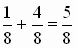 1/8 + 4/8 = 5/8